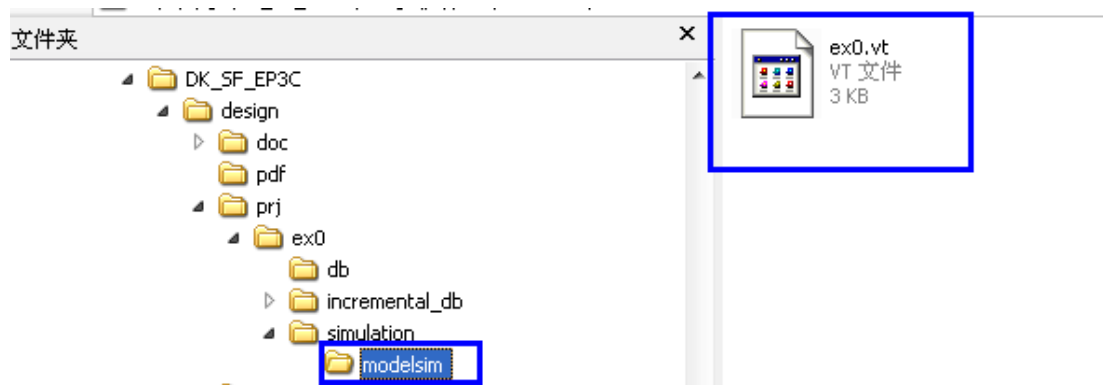 文件夹
DK_SF_EP3C
design
doc
pdf
prj
ex0
db
incremental_db
simulation
modelsim
ex0.vt
VT 文件
3 KB